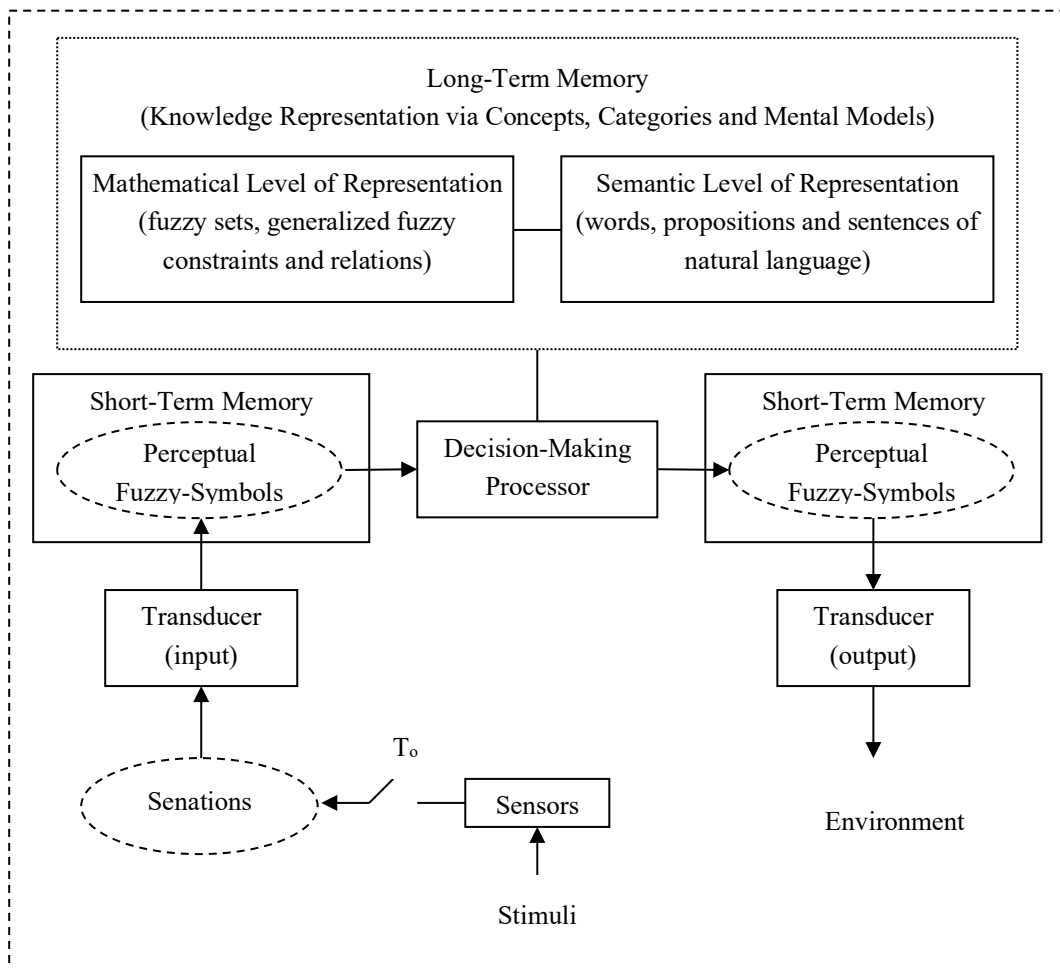 Long-Term Memory
(Knowledge Representation via Concepts, Categories and Mental Models)
Mathematical Level of Representation
(fuzzy sets, generalized fuzzy
constraints and relations)
Semantic Level of Representation
(words, propositions and sentences of
natural language)
Short-Term Memory
Perceptual
Fuzzy-Symbols
Decision-Making
Processor
Short-Term Memory
Perceptual
Fuzzy-Symbols
Transducer
(input)
Transducer
(output)
Tₒ
Senations
Sensors
Environment
Stimuli